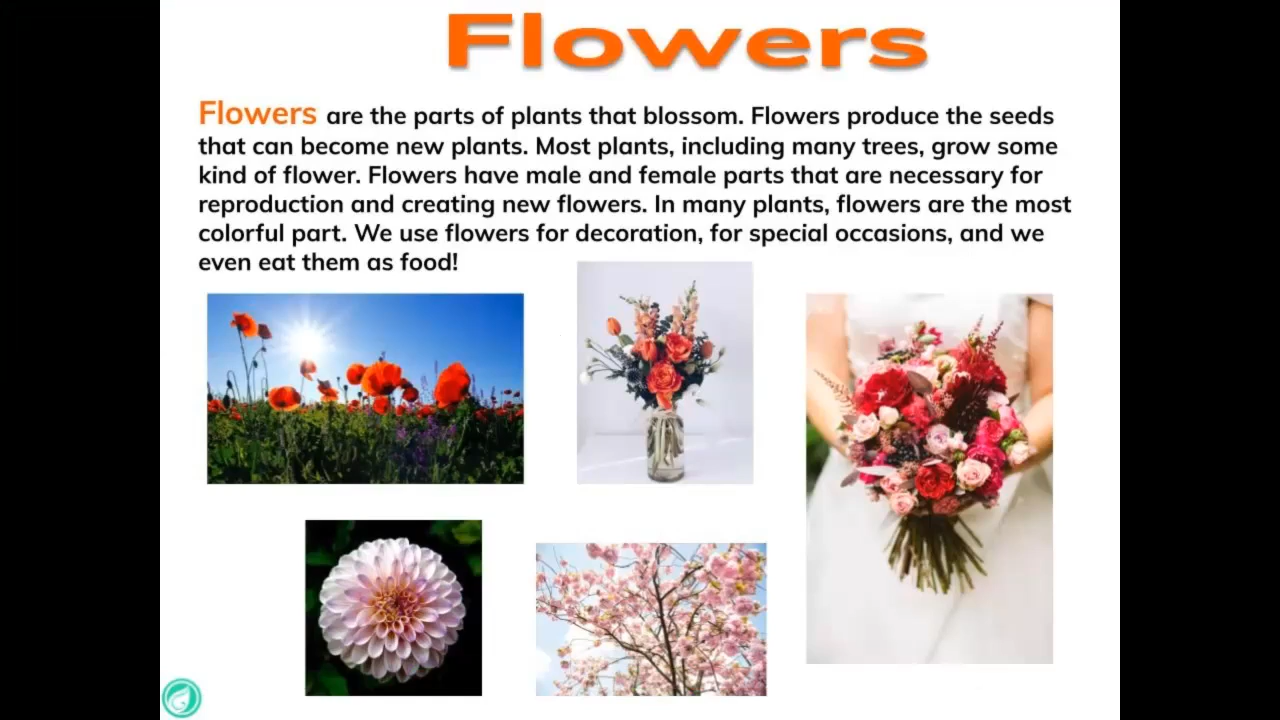 Flowers
Flowers are the parts of plants that blossom. Flowers produce the seeds
that can become new plants. Most plants, including many trees, grow some
kind of flower. Flowers have male and female parts that are necessary for
reproduction and creating new flowers. In many plants, flowers are the most
colorful part. We use flowers for decoration, for special occasions, and we
even eat them as food!